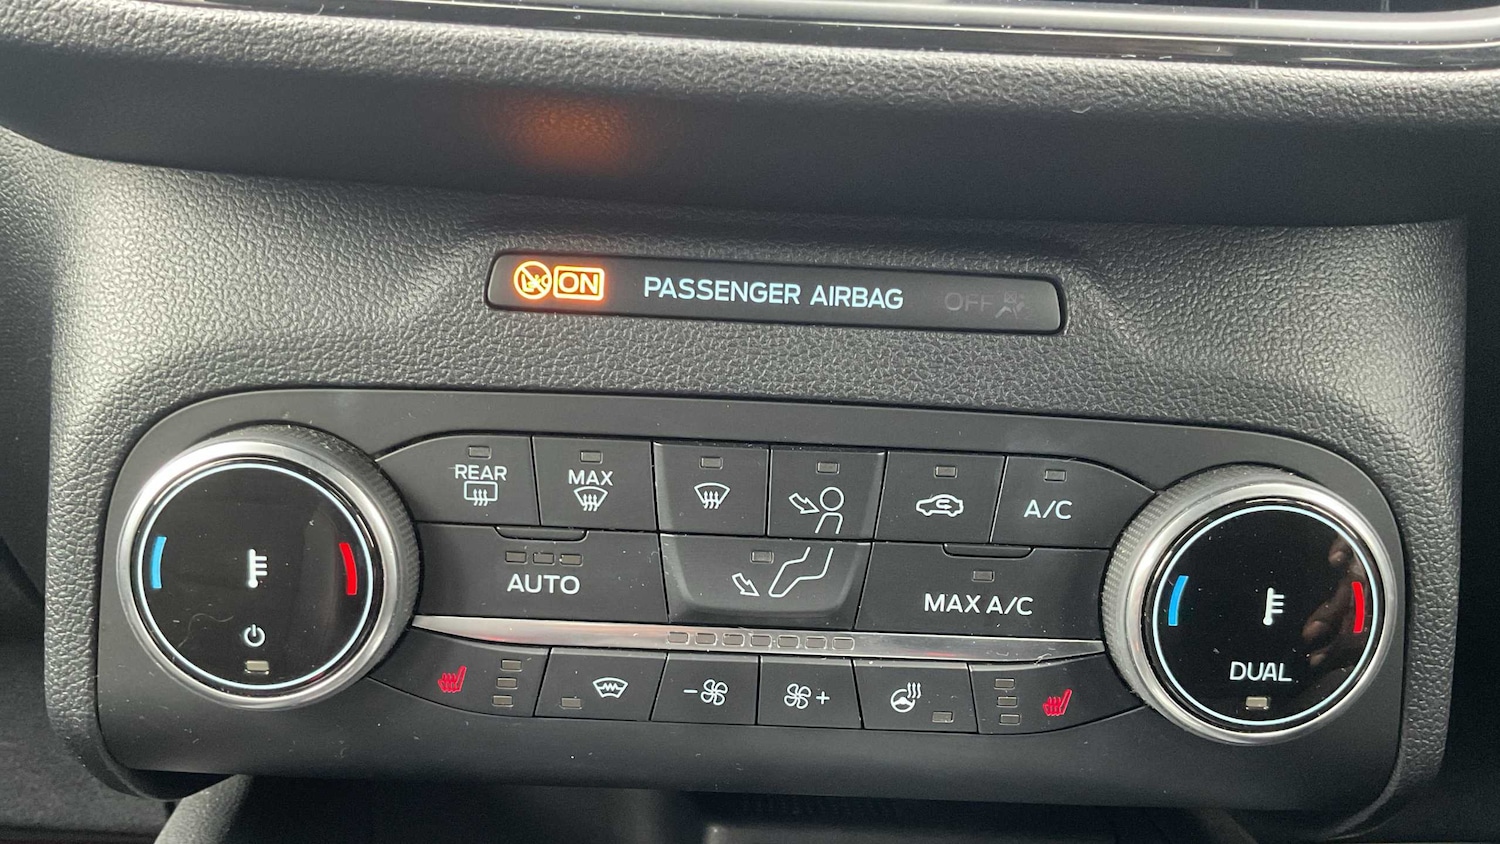 ON PASSENGER AIRBAG OFF
REAR
MAX
A/C
AUTO
MAX A/C
DUAL